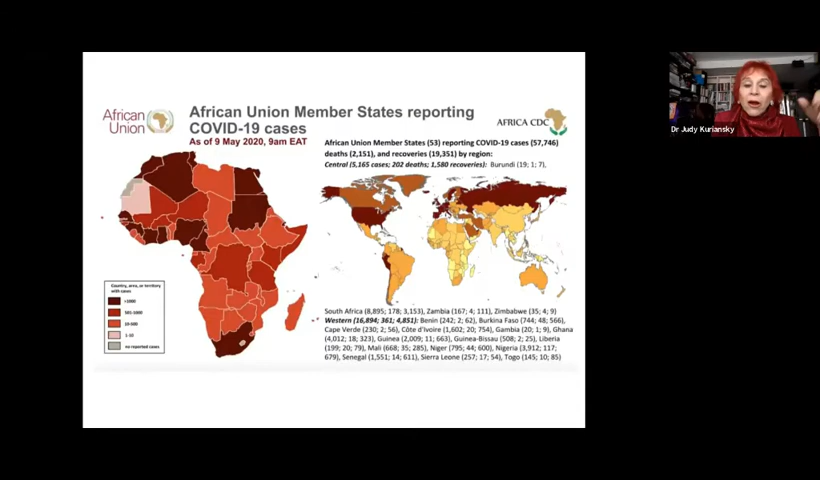 African Union
African Union Member States reporting
COVID-19 cases
As of 9 May 2020, 9am EAT
AFRICA CDC
African Union Member States (53) reporting COVID-19 cases (57,746)
deaths (2,151), and recoveries (19,351) by region:
Central (5,165 cases; 202 deaths; 1,580 recoveries): Burundi (19; 1; 7),
Country, area, or territory
with cases
>1000
501-1000
10-500
1-10
no reported cases
South Africa (8,895; 178; 3,153), Zambia (167; 4; 111), Zimbabwe (35; 4; 9)
Western (16,894; 361; 4,851): Benin (242; 2; 62), Burkina Faso (744; 48; 566),
Cape Verde (230; 2; 56), Côte d'Ivoire (1,602; 20; 754), Gambia (20; 1; 9), Ghana
(4,012; 18; 323), Guinea (2,009; 11; 663), Guinea-Bissau (508; 2; 25), Liberia
(199; 20; 79), Mali (668; 35; 285), Niger (795; 44; 600), Nigeria (3,912; 117;
679), Senegal (1,551; 14; 611), Sierra Leone (257; 17; 54), Togo (145; 10; 85)
Dr Judy Kuriansky